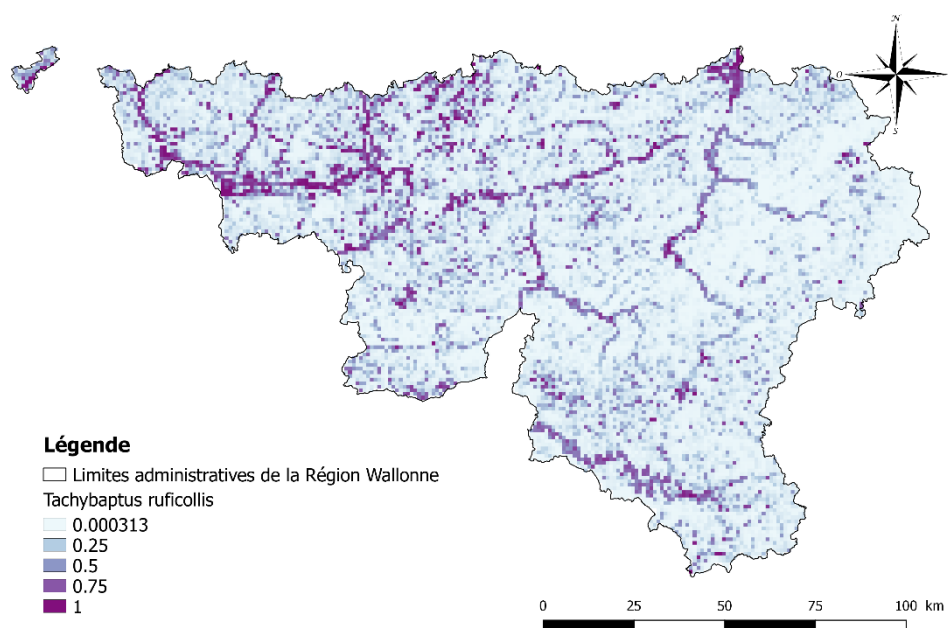 N
O
S
Légende
Limites administratives de la Région Wallonne
Tachybaptus ruficollis
0.000313
0.25
0.5
0.75
1
0 25 50 75 100 km